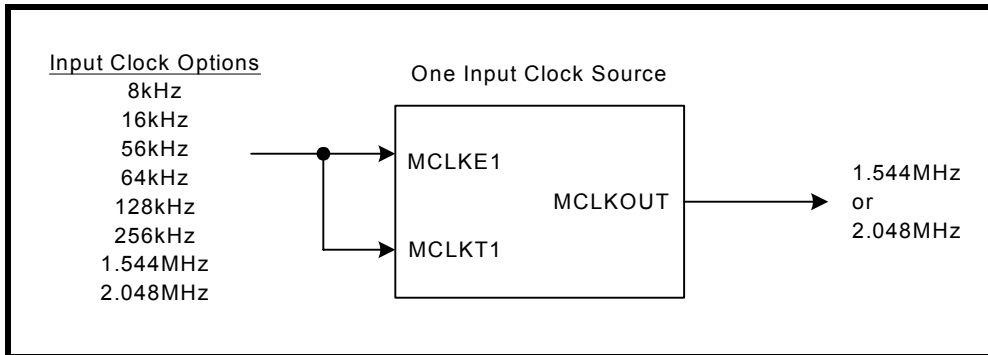 Input Clock Options
8kHz
16kHz
56kHz
64kHz
128kHz
256kHz
1.544MHz
2.048MHz
One Input Clock Source
MCLKE1
MCLKT1
MCLKOUT
1.544MHz
or
2.048MHz